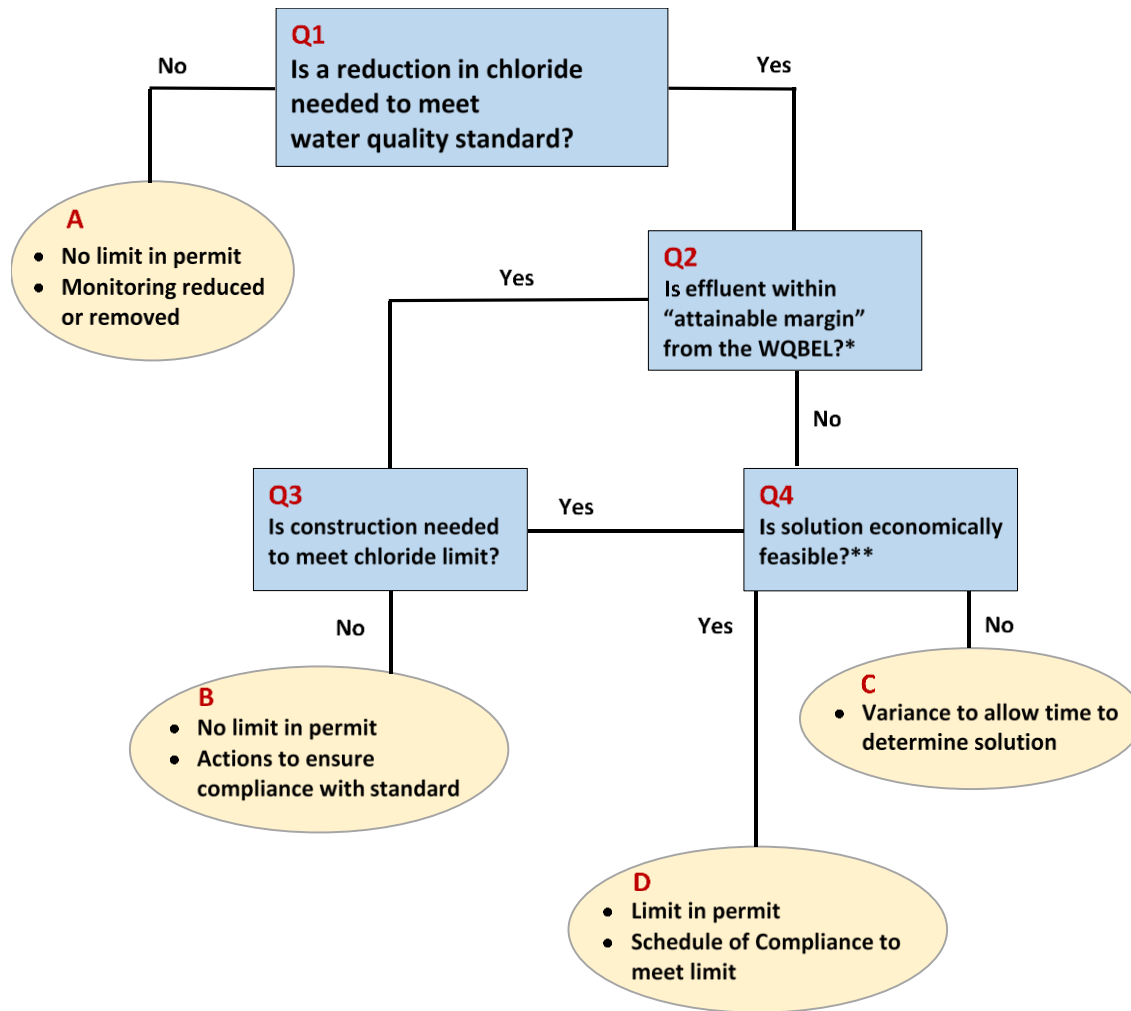 Q1
Is a reduction in chloride
needed to meet
water quality standard?
No
Yes
A
• No limit in permit
• Monitoring reduced
or removed
Q2
Is effluent within
“attainable margin”
from the WQBEL?*
Yes
No
Q3
Is construction needed
to meet chloride limit?
Yes
Q4
Is solution economically
feasible?**
No
Yes
No
B
• No limit in permit
• Actions to ensure
compliance with standard
C
• Variance to allow time to
determine solution
D
• Limit in permit
• Schedule of Compliance to
meet limit